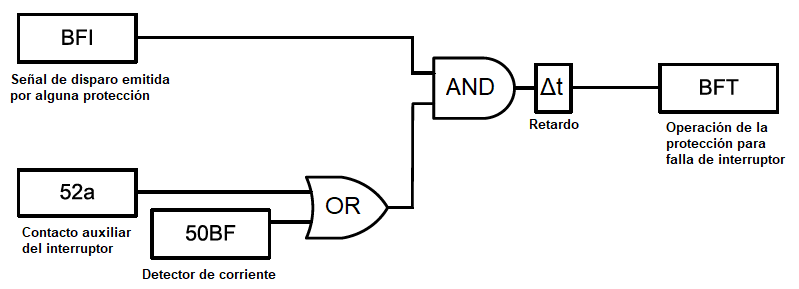 BFI
Señal de disparo emitida
por alguna protección
AND
Δt
Retardo
BFT
Operación de la
protección para
falla de interruptor
52a
Contacto auxiliar
del interruptor
OR
50BF
Detector de corriente